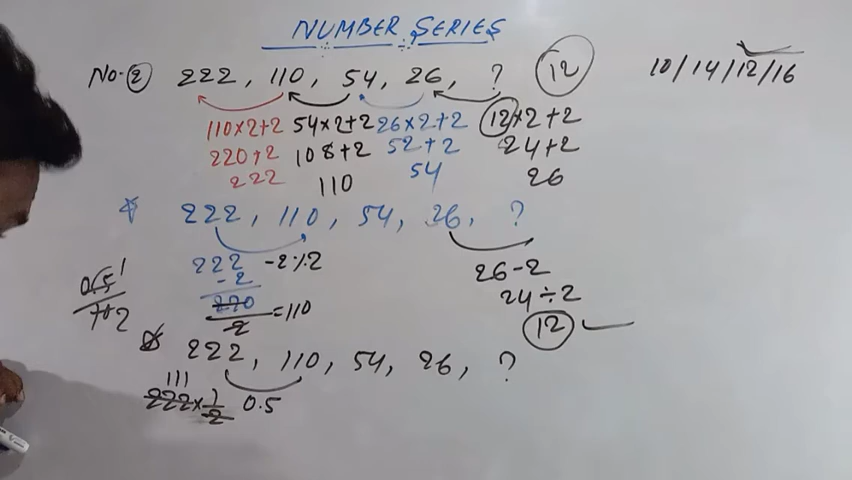 NUMBER SERIES
No-2 222, 110, 54, 26, ? 12 10/14/12/16
110×2+2 54×2+2 26×2+2 12×2+2
220+2 108+2 52+2 24+2
222 110 54 26
222, 110, 54, 26, ?
222 -2 26-2
-2 24÷2
220
2 =110 12
222, 110, 54, 26, ?
111
222×1/2 0.5